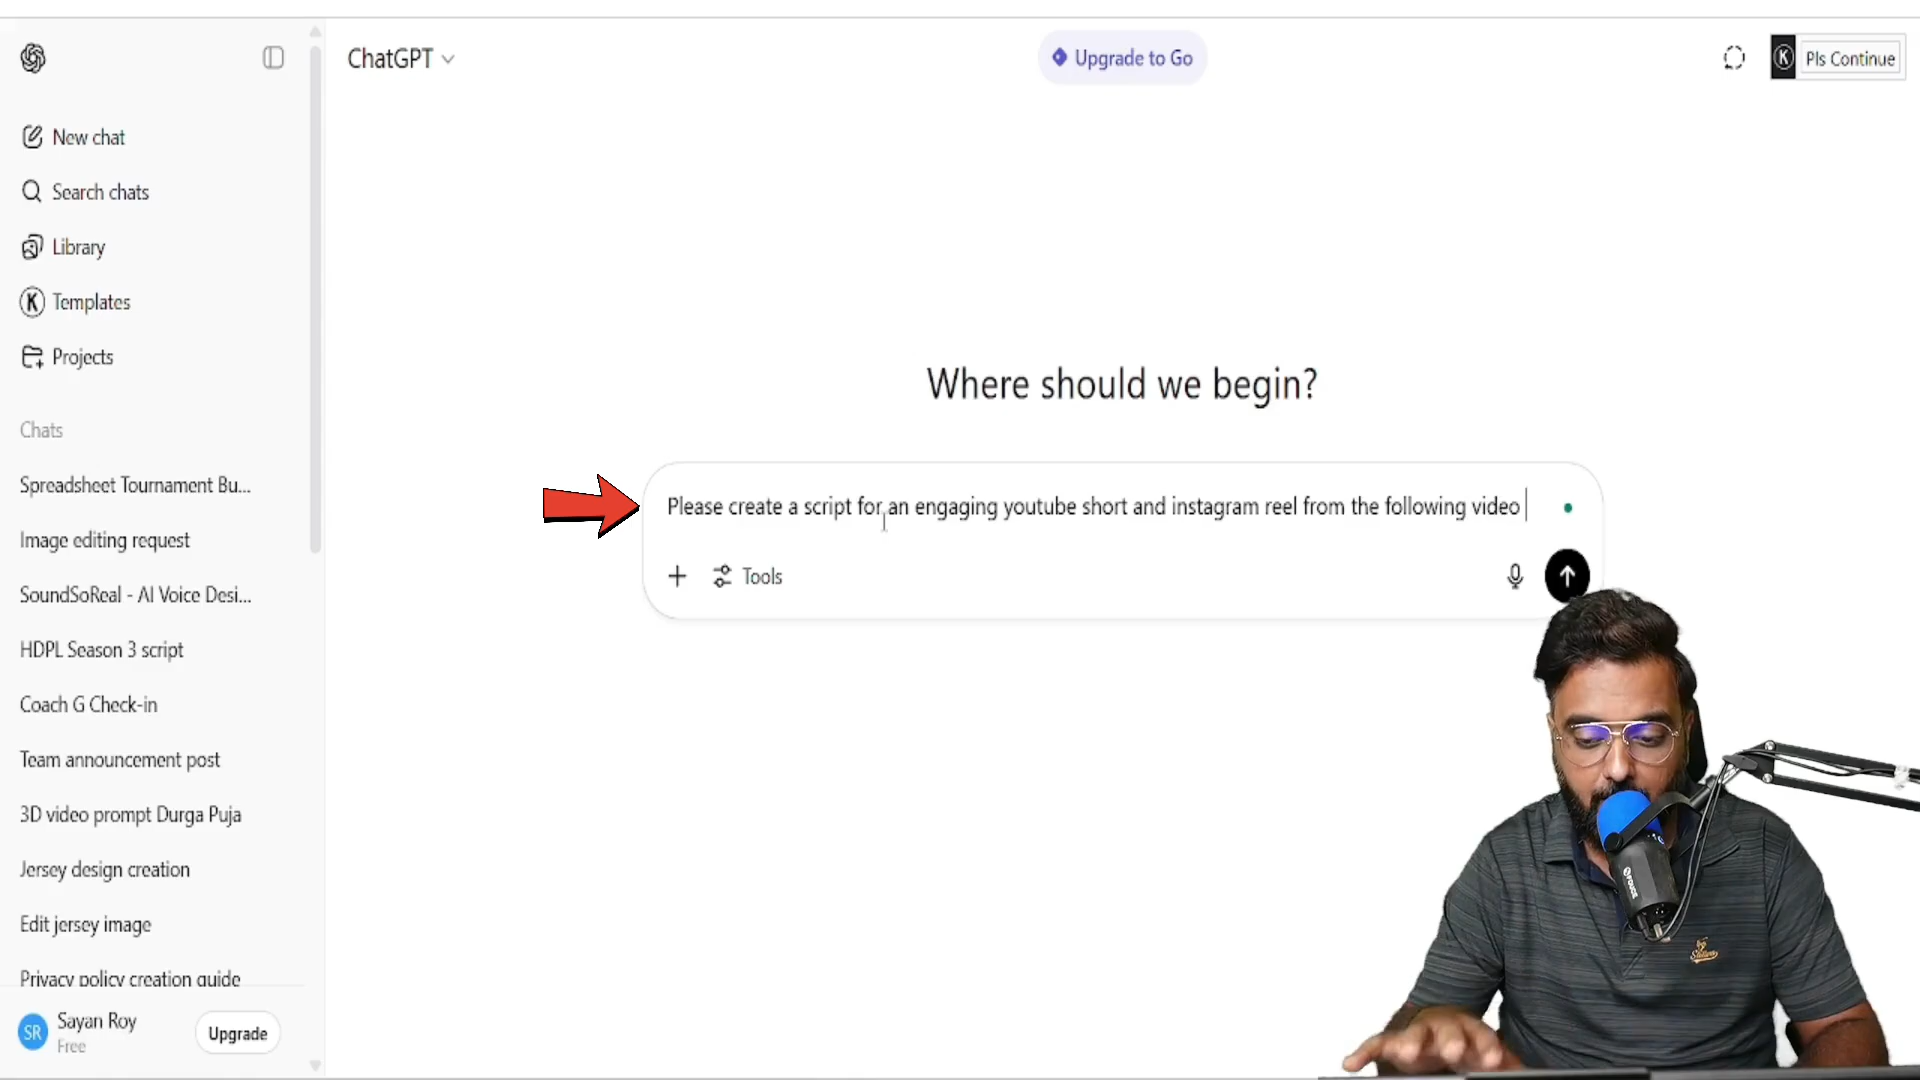 ChatGPT
Upgrade to Go
K
Pls Continue
New chat
Search chats
Library
K
Templates
Projects
Chats
Spreadsheet Tournament Bu...
Image editing request
SoundSoReal - AI Voice Desi...
HDPL Season 3 script
Coach G Check-in
Team announcement post
3D video prompt Durga Puja
Jersey design creation
Edit jersey image
Privacy policy creation guide
SR
Sayan Roy
Free
Upgrade
Where should we begin?
Please create a script for an engaging youtube short and instagram reel from the following video
Tools